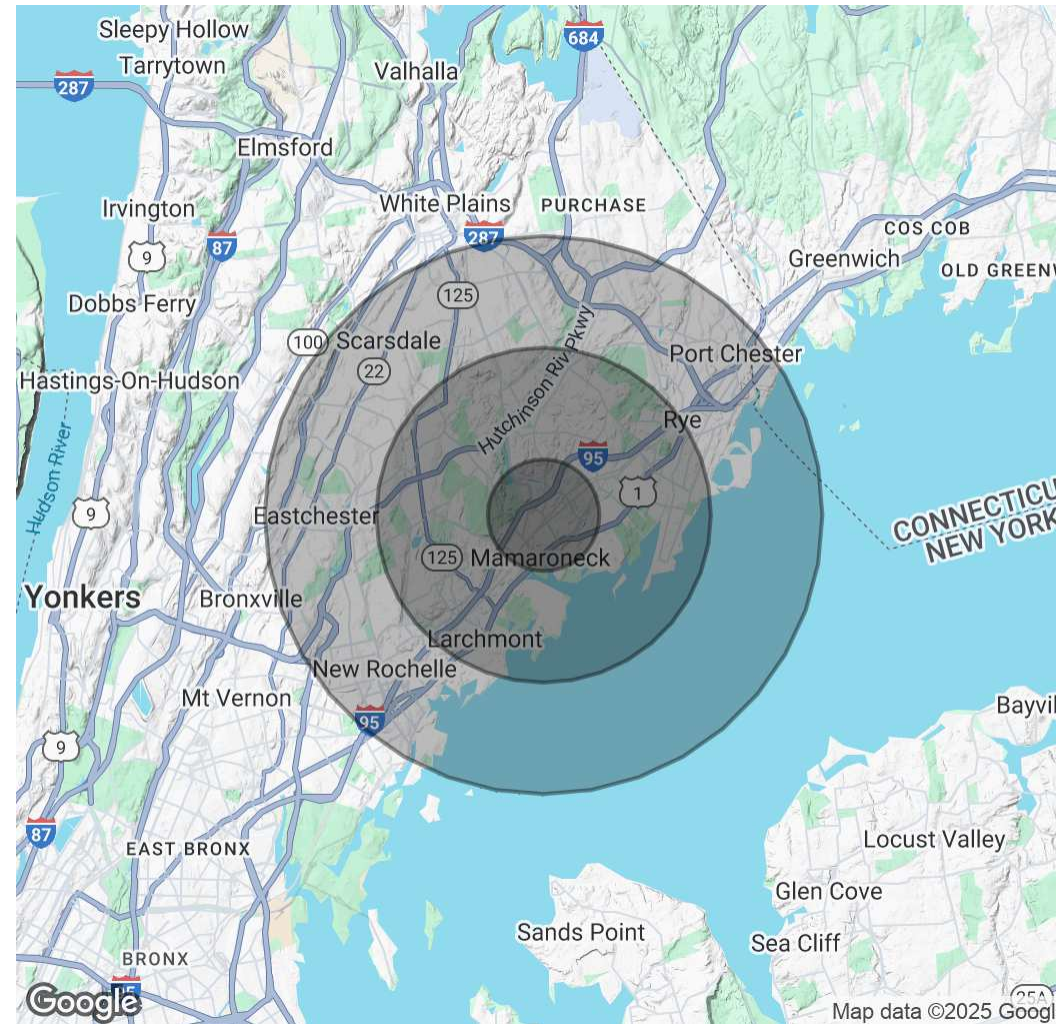 Sleepy Hollow
684
Tarrytown
Valhalla
287
Elmsford
White Plains
PURCHASE
Irvington
COS COB
287
87
9
Greenwich
OLD GREENW
125
Dobbs Ferry
100
Scarsdale
Port Chester
22
Hastings-On-Hudson
Hutchinson Riv Pkwy
Rye
95
Hudson River
1
9
Eastchester
CONNECTICU
NEW YORK
125
Mamaroneck
Yonkers
Bronxville
Larchmont
New Rochelle
Mt Vernon
Bayvil
95
9
87
Locust Valley
EAST BRONX
Glen Cove
Sands Point
Sea Cliff
BRONX
25A
Google
Map data ©2025 Googl